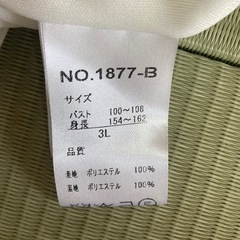 NO.1877-B
サイズ
バスト 100～108
身長 154～162
3L
品質
表地 ポリエステル 100%
裏地 ポリエステル 100%